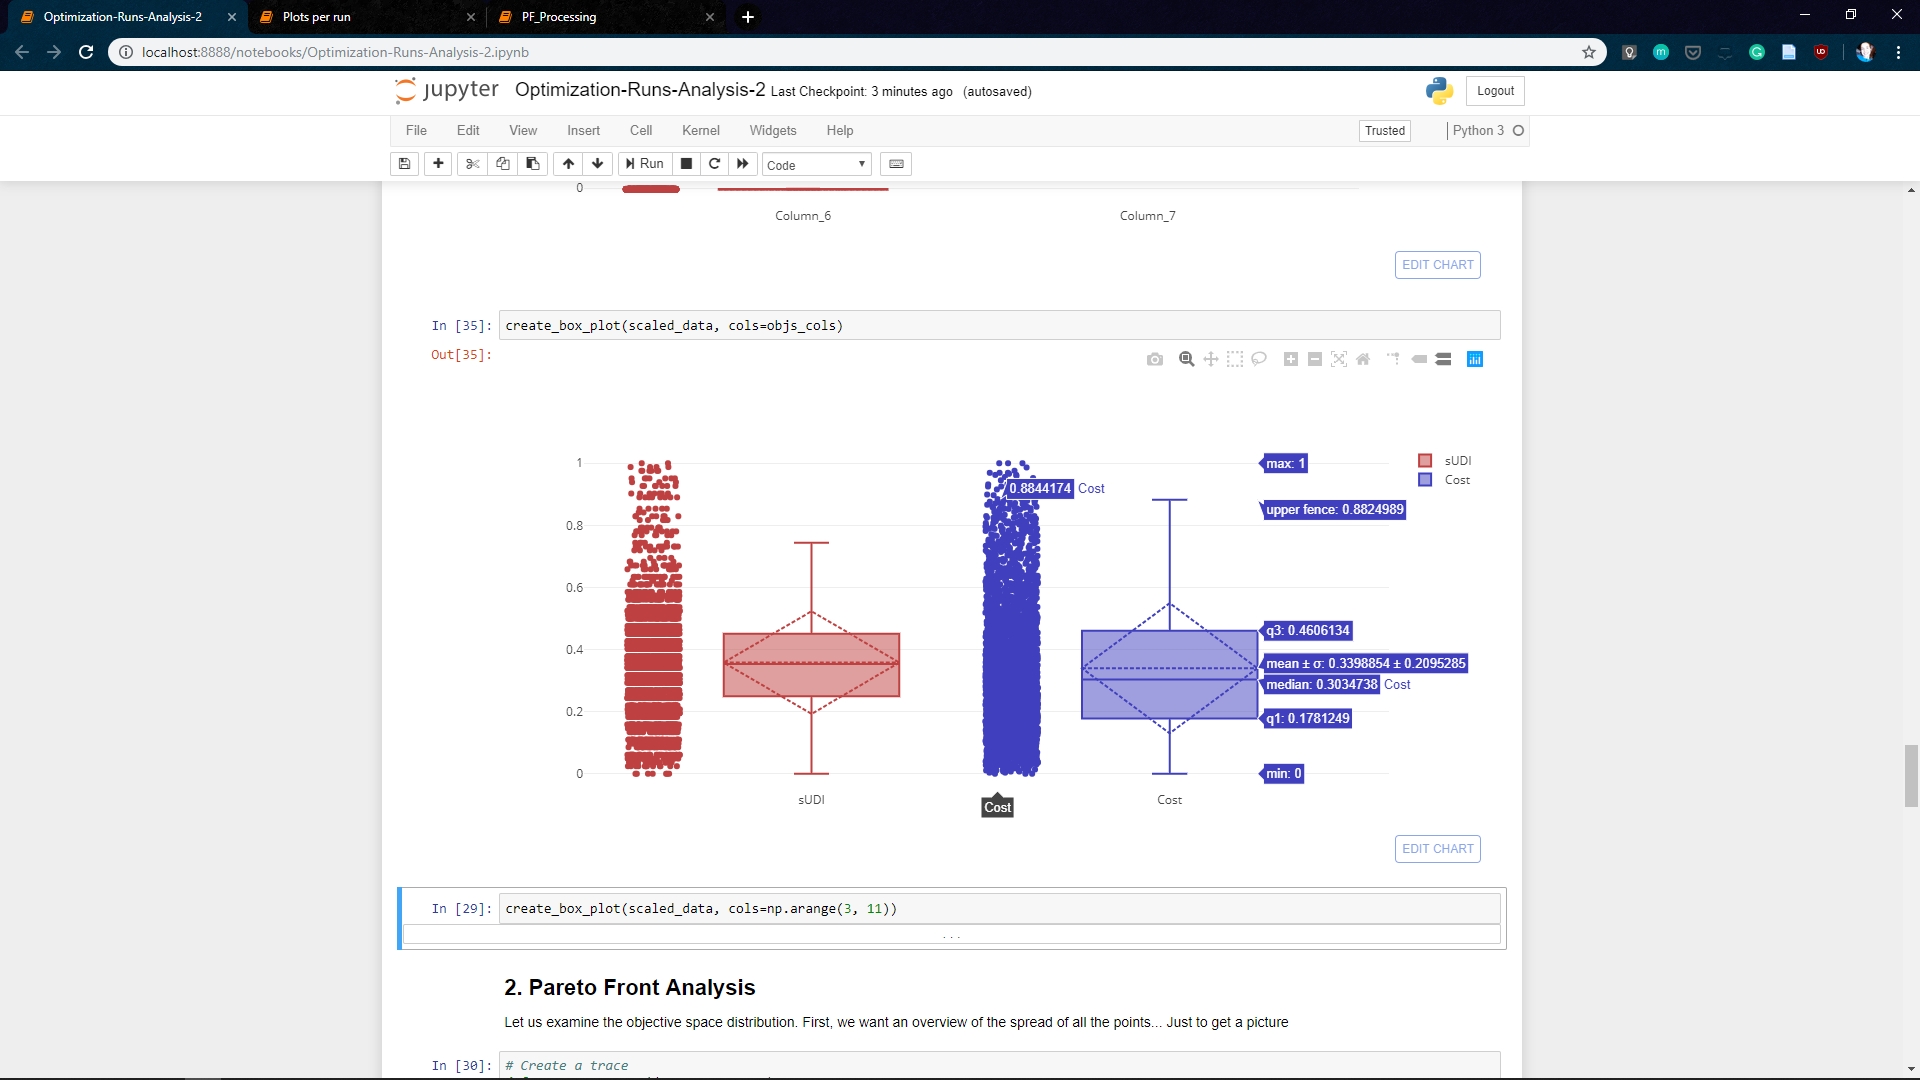 Optimization-Runs-Analysis-2
Plots per run
PF_Processing
localhost:8888/notebooks/Optimization-Runs-Analysis-2.ipynb
jupyter Optimization-Runs-Analysis-2 Last Checkpoint: 3 minutes ago (autosaved)
Logout
File Edit View Insert Cell Kernel Widgets Help
Trusted
Python 3
Run
Code
0
Column_6
Column_7
EDIT CHART
In [35]: create_box_plot(scaled_data, cols=objs_cols)
Out[35]:
1
0.8
0.6
0.4
0.2
0
0.8844174 Cost
max: 1
upper fence: 0.8824989
q3: 0.4606134
mean ± σ: 0.3398854 ± 0.2095285
median: 0.3034738 Cost
q1: 0.1781249
min: 0
sUDI
Cost
sUDI
Cost
Cost
EDIT CHART
In [29]: create_box_plot(scaled_data, cols=np.arange(3, 11))
...
2. Pareto Front Analysis
Let us examine the objective space distribution. First, we want an overview of the spread of all the points... Just to get a picture
In [30]: # Create a trace